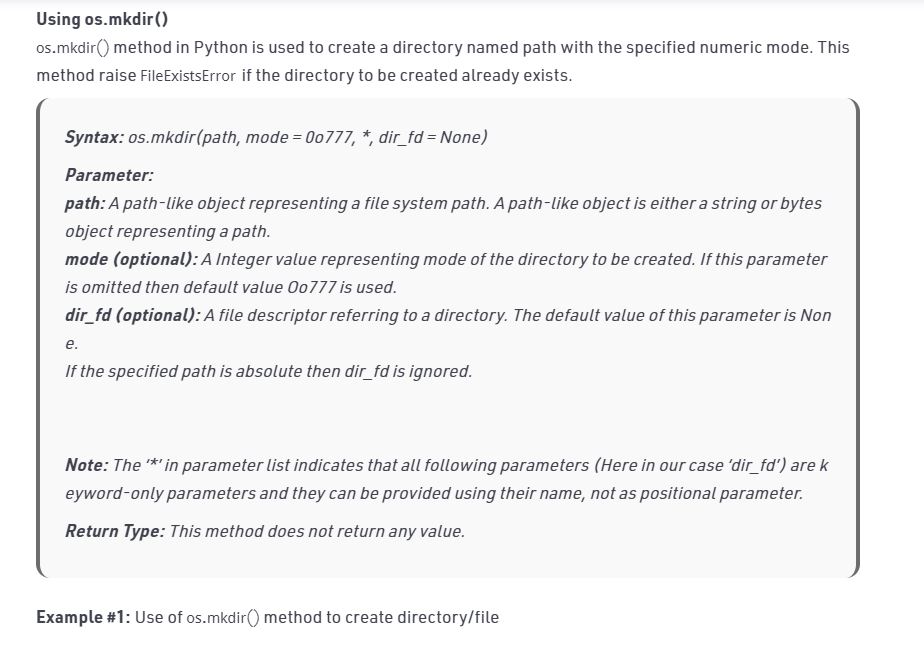 Using os.mkdir()
os.mkdir() method in Python is used to create a directory named path with the specified numeric mode. This
method raise FileExistsError if the directory to be created already exists.
Syntax: os.mkdir(path, mode = 0o777, *, dir_fd = None)
Parameter:
path: A path-like object representing a file system path. A path-like object is either a string or bytes
object representing a path.
mode (optional): A Integer value representing mode of the directory to be created. If this parameter
is omitted then default value Oo777 is used.
dir_fd (optional): A file descriptor referring to a directory. The default value of this parameter is Non
e.
If the specified path is absolute then dir_fd is ignored.
Note: The ‘*’ in parameter list indicates that all following parameters (Here in our case ‘dir_fd’) are k
eyword-only parameters and they can be provided using their name, not as positional parameter.
Return Type: This method does not return any value.
Example #1: Use of os.mkdir() method to create directory/file